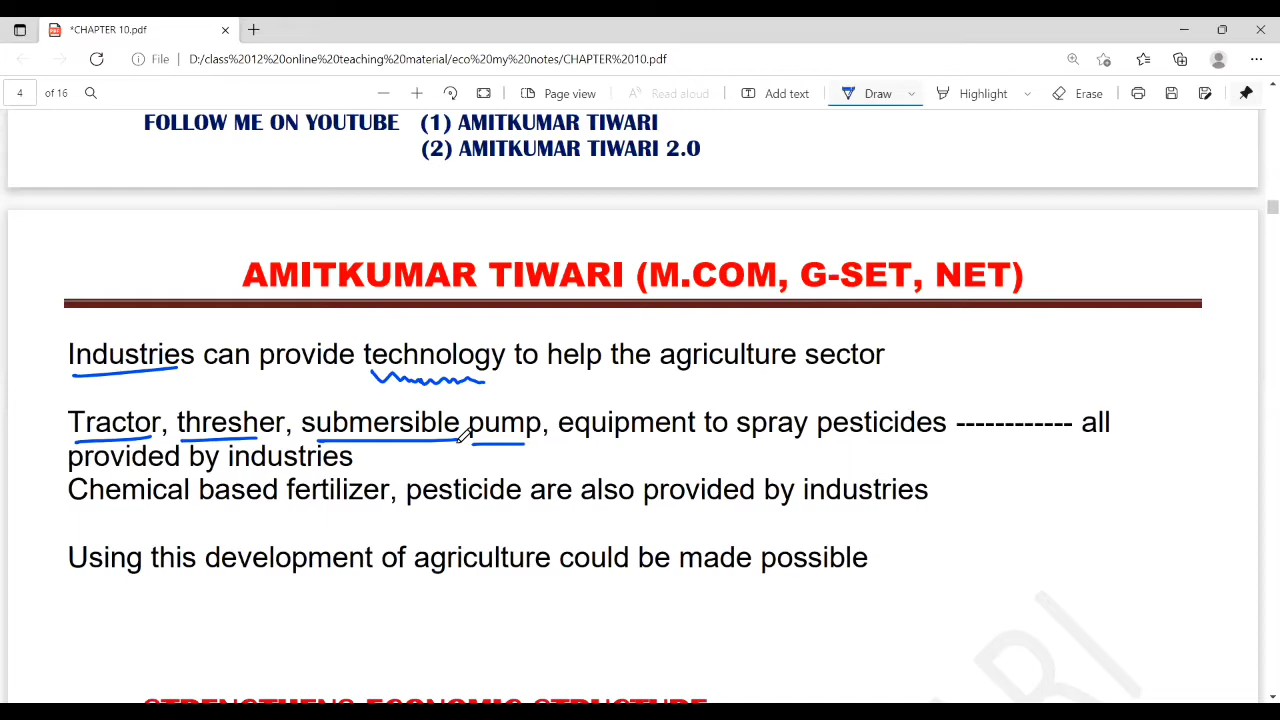 *CHAPTER 10.pdf
File D:/class%2012%20online%20teaching%20material/eco%20my%20notes/CHAPTER%2010.pdf
4 of 16 Page view Read aloud Add text Draw Highlight Erase
FOLLOW ME ON YOUTUBE (1) AMITKUMAR TIWARI
(2) AMITKUMAR TIWARI 2.0
AMITKUMAR TIWARI (M.COM, G-SET, NET)
Industries can provide technology to help the agriculture sector
Tractor, thresher, submersible pump, equipment to spray pesticides ------------ all
provided by industries
Chemical based fertilizer, pesticide are also provided by industries
Using this development of agriculture could be made possible
STRENGTHENS ECONOMIC STRUCTURE